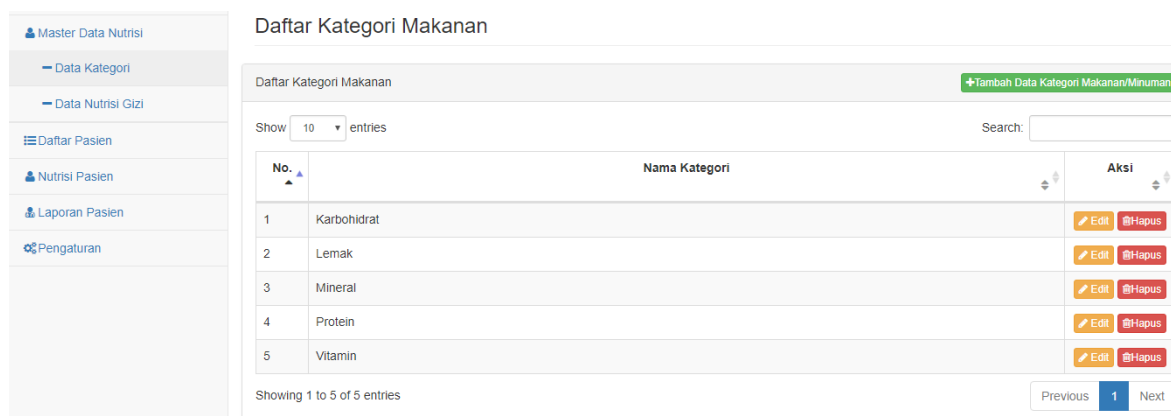 Master Data Nutrisi
Data Kategori
Data Nutrisi Gizi
Daftar Pasien
Nutrisi Pasien
Laporan Pasien
Pengaturan
Daftar Kategori Makanan
Daftar Kategori Makanan
+Tambah Data Kategori Makanan/Minuman
Show 10 entries
Search:
No. Nama Kategori Aksi
1 Karbohidrat Edit Hapus
2 Lemak Edit Hapus
3 Mineral Edit Hapus
4 Protein Edit Hapus
5 Vitamin Edit Hapus
Showing 1 to 5 of 5 entries
Previous 1 Next